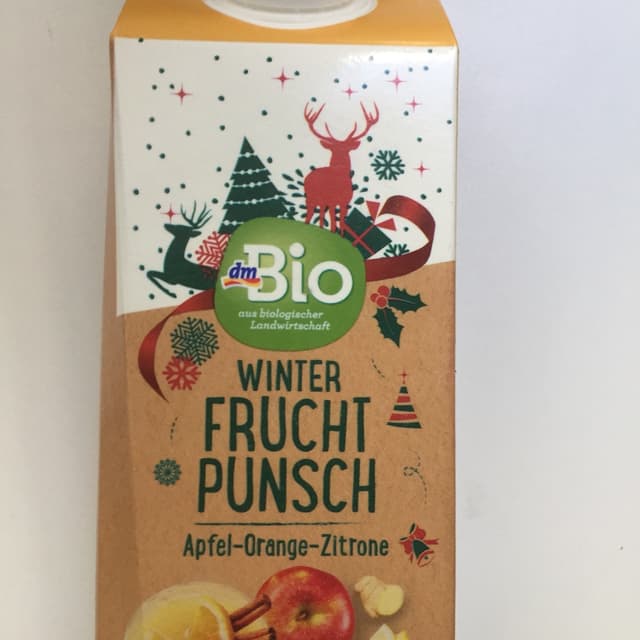 dm Bio
aus biologischer
Landwirtschaft
WINTER
FRUCHT
PUNSCH
Apfel-Orange-Zitrone